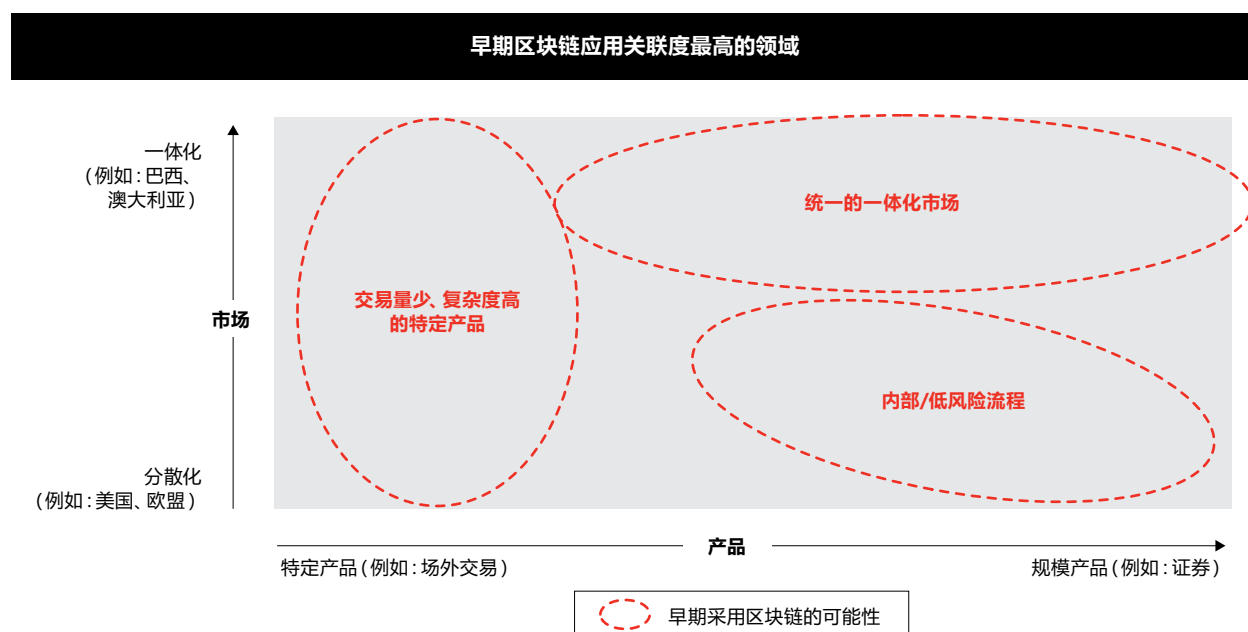 早期区块链应用关联度最高的领域
一体化
(例如:巴西、
澳大利亚)
统一的一体化市场
交易量少、复杂度高
的特定产品
市场
内部/低风险流程
分散化
(例如:美国、欧盟)
产品
特定产品(例如:场外交易)
规模产品(例如:证券)
早期采用区块链的可能性